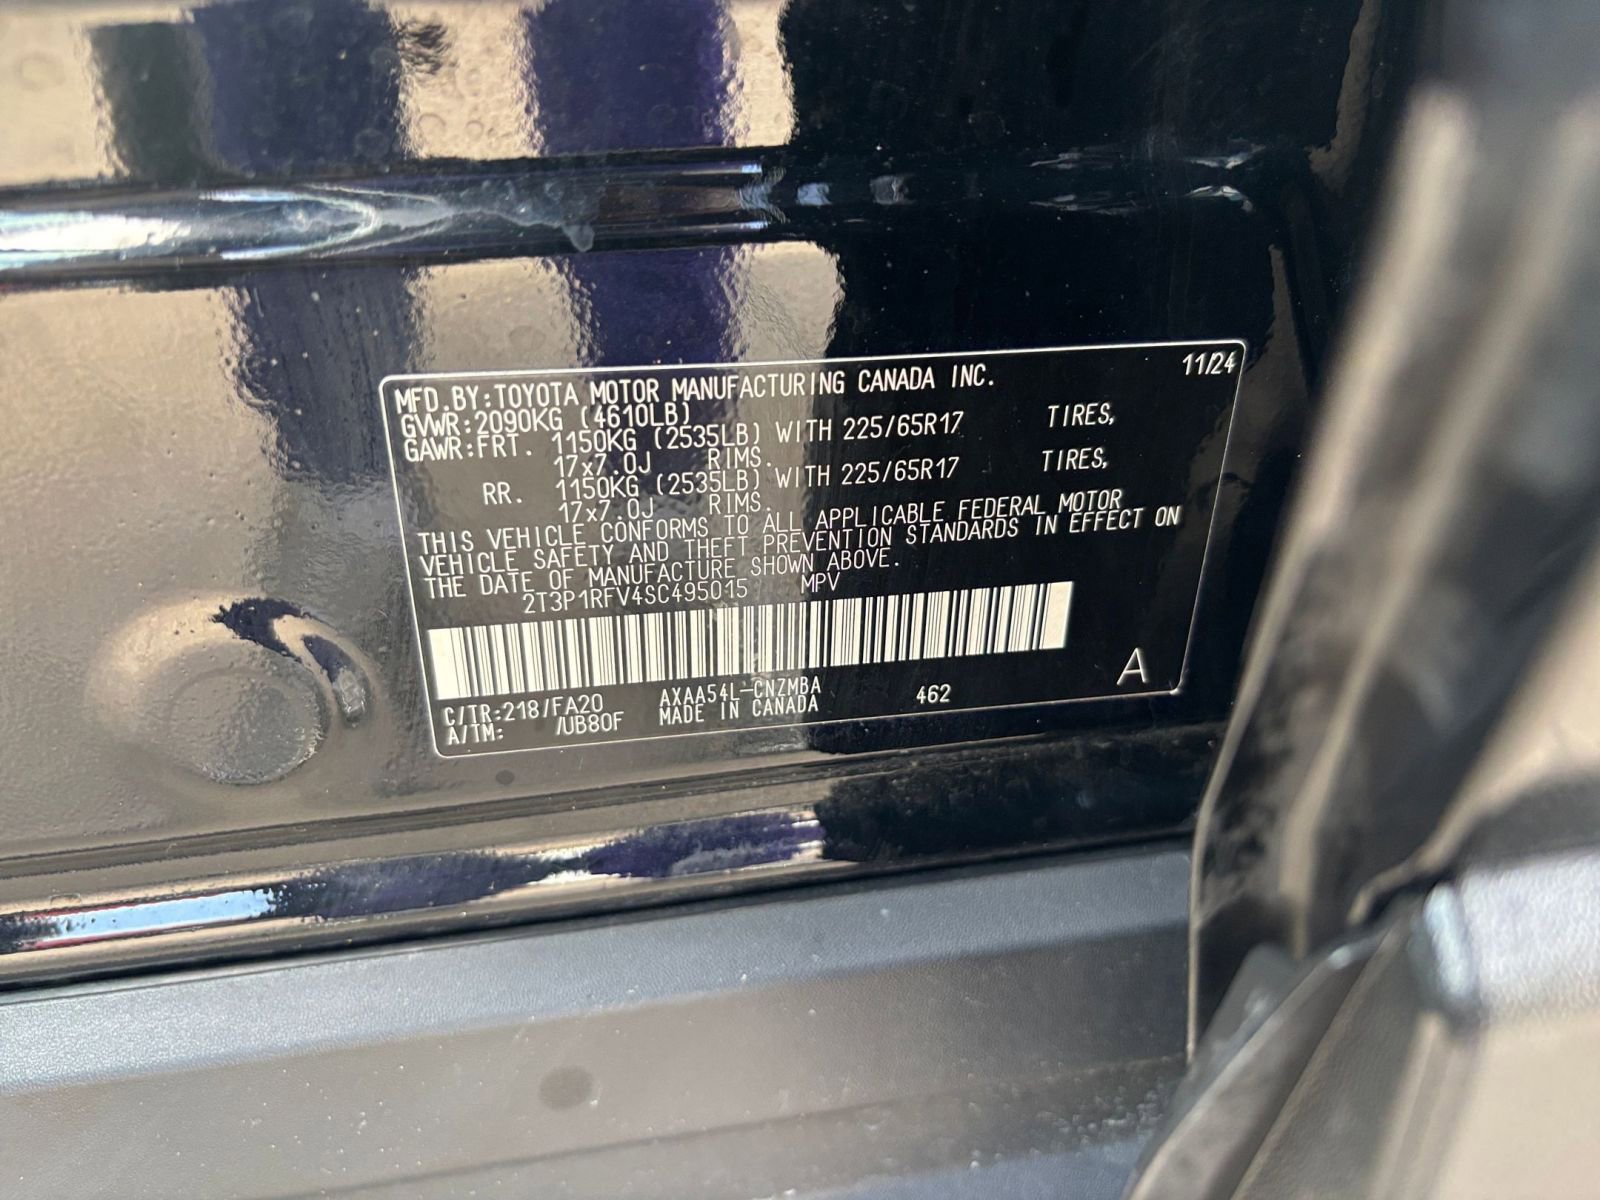 11/24
MFD.BY:TOYOTA MOTOR MANUFACTURING CANADA INC.
GVWR:2090KG (4610LB)
GAWR:FRT. 1150KG (2535LB) WITH 225/65R17 TIRES,
17x7.0J RIMS.
RR. 1150KG (2535LB) WITH 225/65R17 TIRES,
17x7.0J RIMS.
THIS VEHICLE CONFORMS TO ALL APPLICABLE FEDERAL MOTOR
VEHICLE SAFETY AND THEFT PREVENTION STANDARDS IN EFFECT ON
THE DATE OF MANUFACTURE SHOWN ABOVE.
2T3P1RFV4SC495015 MPV
C/TR:218/FA20 AXAA54L-CNZMBA 462 A
A/TM: /UB80F MADE IN CANADA